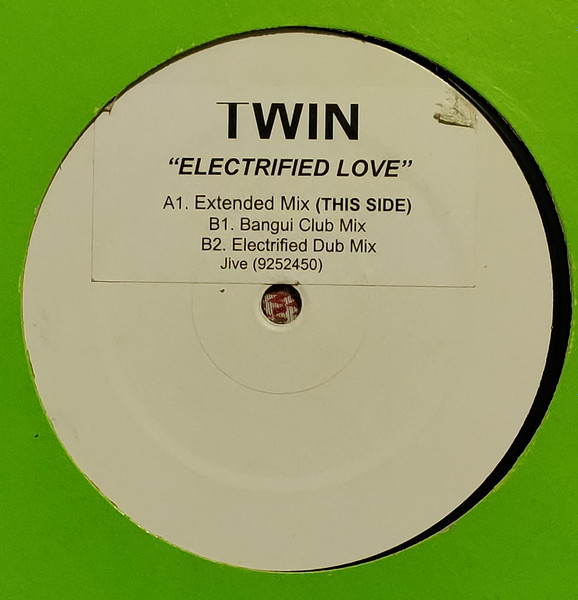 TWIN
“ELECTRIFIED LOVE”
A1. Extended Mix (THIS SIDE)
B1. Bangui Club Mix
B2. Electrified Dub Mix
Jive (9252450)